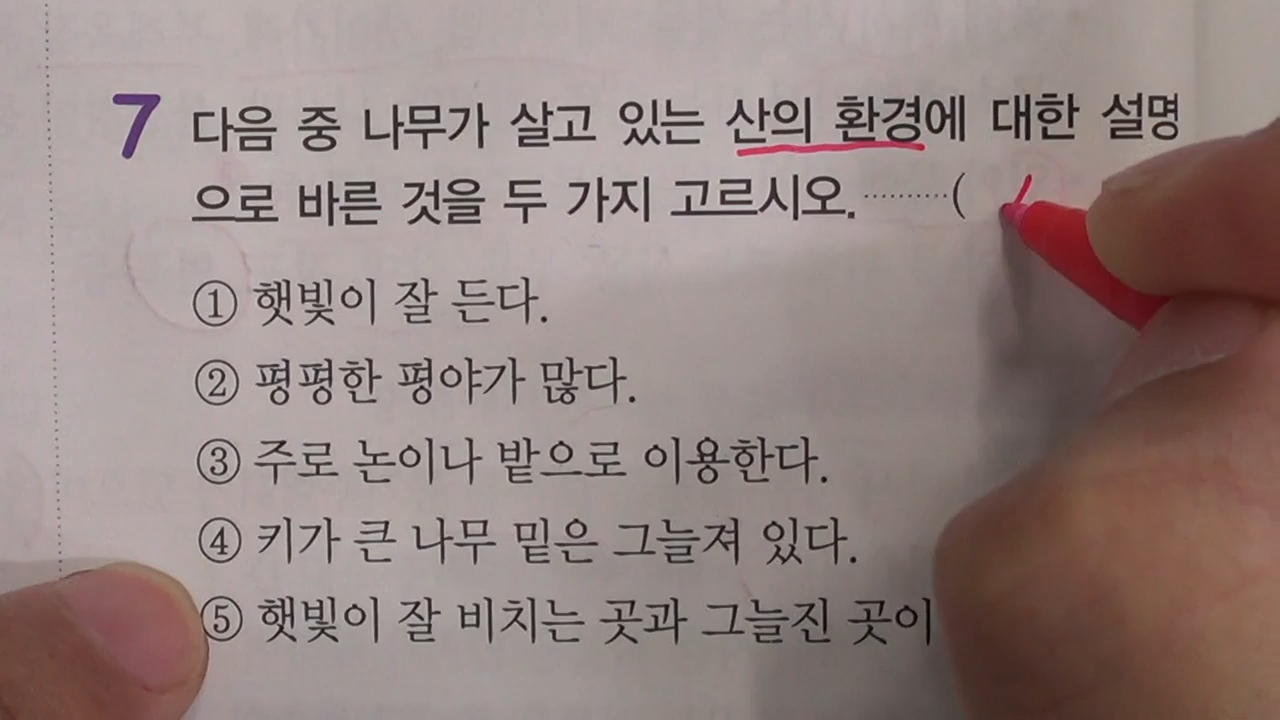 7 다음 중 나무가 살고 있는 산의 환경에 대한 설명
으로 바른 것을 두 가지 고르시오. ………(
① 햇빛이 잘 든다.
② 평평한 평야가 많다.
③ 주로 논이나 밭으로 이용한다.
④ 키가 큰 나무 밑은 그늘져 있다.
⑤ 햇빛이 잘 비치는 곳과 그늘진 곳이